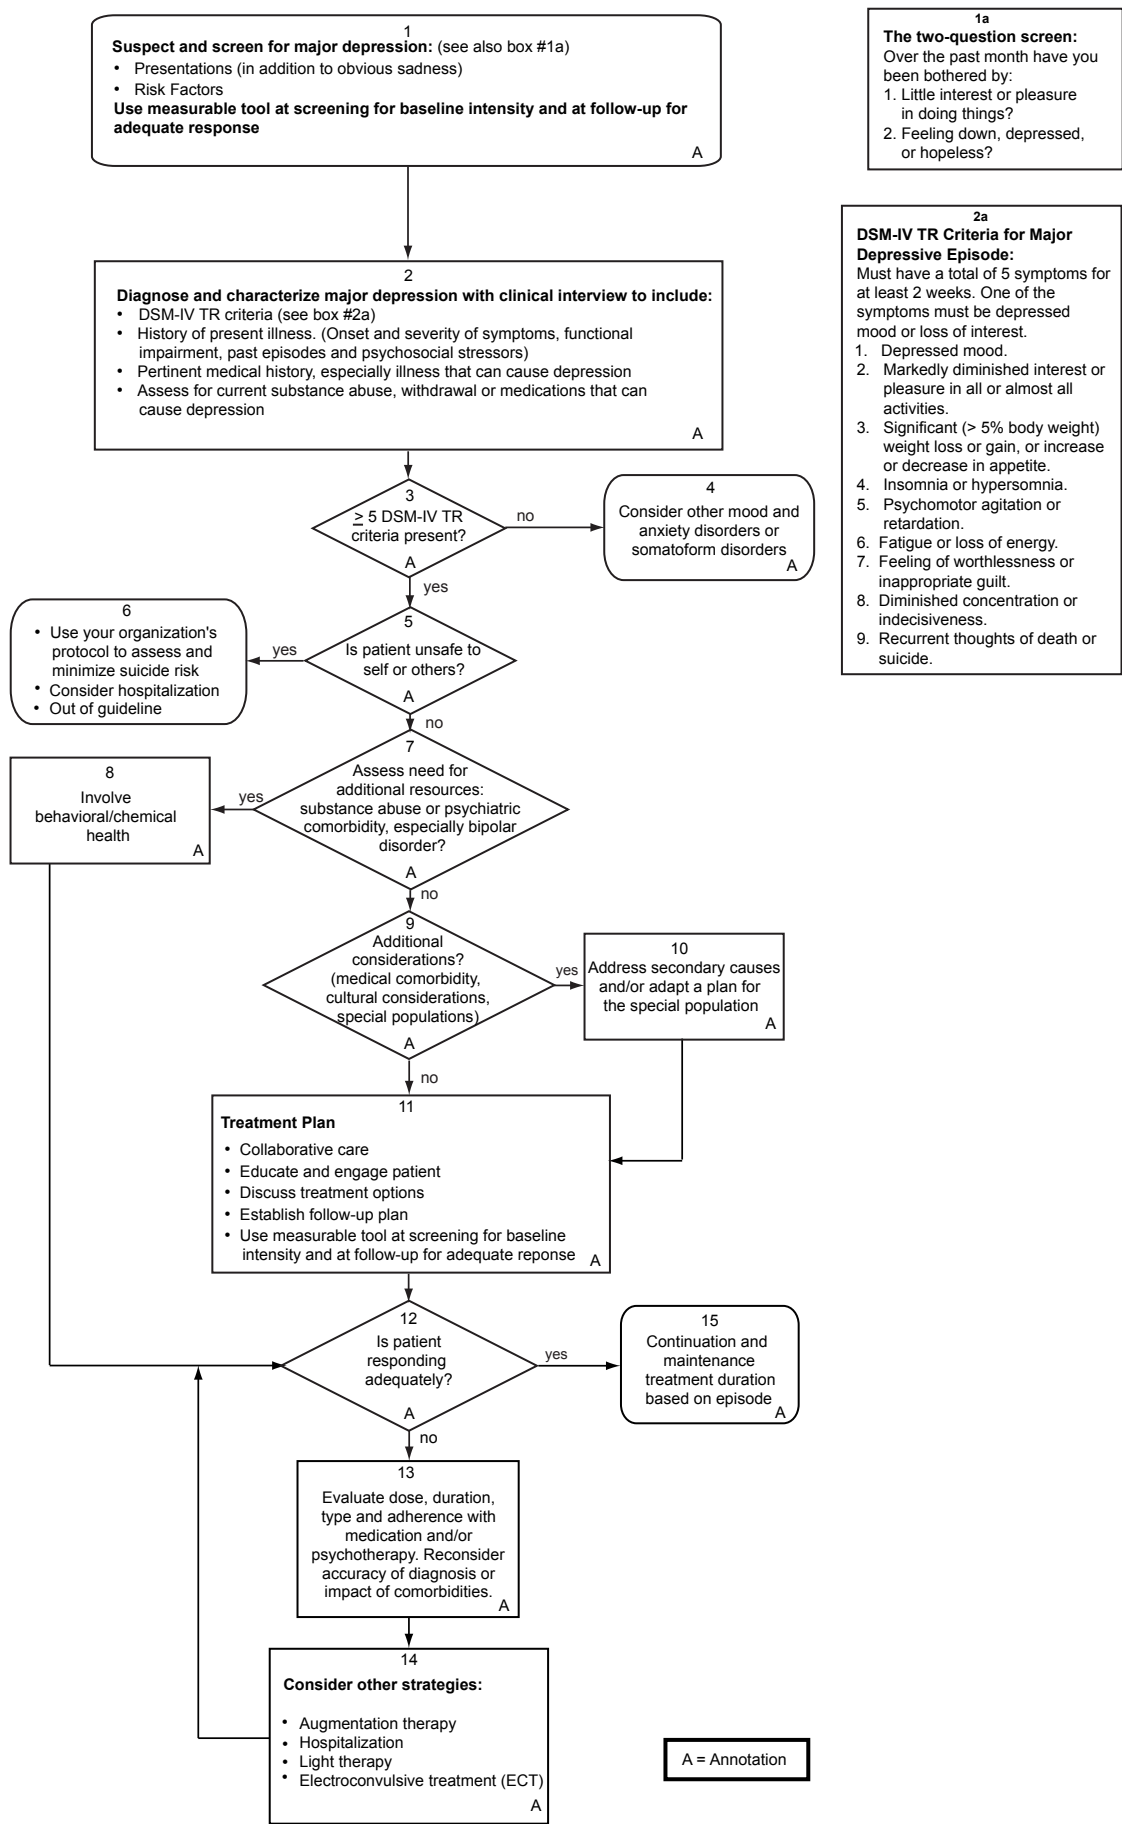 1
Suspect and screen for major depression: (see also box #1a)
• Presentations (in addition to obvious sadness)
• Risk Factors
Use measurable tool at screening for baseline intensity and at follow-up for
adequate response
A
1a
The two-question screen:
Over the past month have you
been bothered by:
1. Little interest or pleasure
in doing things?
2. Feeling down, depressed,
or hopeless?
2
Diagnose and characterize major depression with clinical interview to include:
• DSM-IV TR criteria (see box #2a)
• History of present illness. (Onset and severity of symptoms, functional
impairment, past episodes and psychosocial stressors)
• Pertinent medical history, especially illness that can cause depression
• Assess for current substance abuse, withdrawal or medications that can
cause depression
A
2a
DSM-IV TR Criteria for Major
Depressive Episode:
Must have a total of 5 symptoms for
at least 2 weeks. One of the
symptoms must be depressed
mood or loss of interest.
1. Depressed mood.
2. Markedly diminished interest or
pleasure in all or almost all
activities.
3. Significant (> 5% body weight)
weight loss or gain, or increase
or decrease in appetite.
4. Insomnia or hypersomnia.
5. Psychomotor agitation or
retardation.
6. Fatigue or loss of energy.
7. Feeling of worthlessness or
inappropriate guilt.
8. Diminished concentration or
indecisiveness.
9. Recurrent thoughts of death or
suicide.
3
≥ 5 DSM-IV TR
criteria present?
A
no
4
Consider other mood and
anxiety disorders or
somatoform disorders
A
yes
5
Is patient unsafe to
self or others?
A
yes
6
• Use your organization's
protocol to assess and
minimize suicide risk
• Consider hospitalization
• Out of guideline
no
7
Assess need for
additional resources:
substance abuse or psychiatric
comorbidity, especially bipolar
disorder?
A
yes
8
Involve
behavioral/chemical
health
A
no
9
Additional
considerations?
(medical comorbidity,
cultural considerations,
special populations)
A
yes
10
Address secondary causes
and/or adapt a plan for
the special population
A
no
11
Treatment Plan
• Collaborative care
• Educate and engage patient
• Discuss treatment options
• Establish follow-up plan
• Use measurable tool at screening for baseline
intensity and at follow-up for adequate reponse
A
12
Is patient
responding
adequately?
A
yes
15
Continuation and
maintenance
treatment duration
based on episode
A
no
13
Evaluate dose, duration,
type and adherence with
medication and/or
psychotherapy. Reconsider
accuracy of diagnosis or
impact of comorbidities.
A
14
Consider other strategies:
• Augmentation therapy
• Hospitalization
• Light therapy
• Electroconvulsive treatment (ECT)
A
A = Annotation